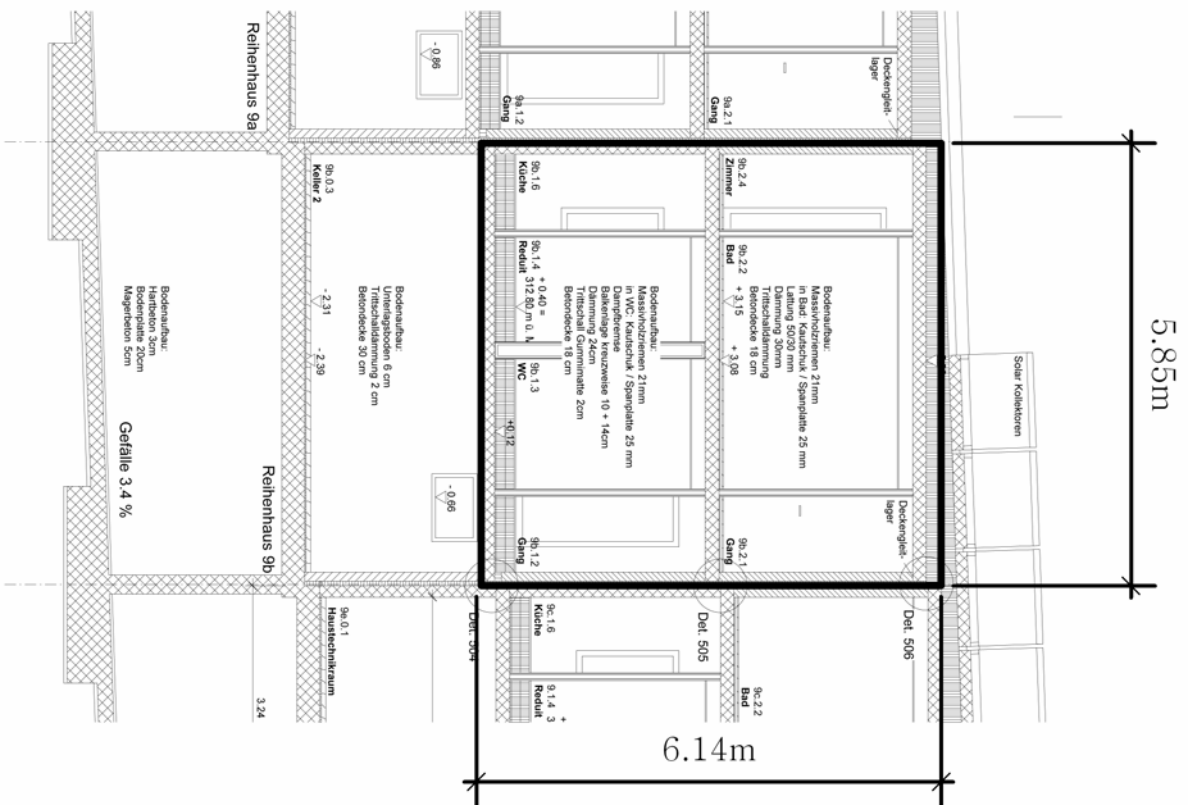 Reihenhaus 9a
- 0.86
9a.1.2
Gang
9a.2.1
Gang
Deckengleit-
lager
9b.0.3
Keller 2
9b.1.6
Küche
9b.2.4
Zimmer
Bodenaufbau:
Hartbeton 3cm
Bodenplatte 20cm
Magerbeton 5cm
Gefälle 3.4 %
- 2.31
- 2.39
Bodenaufbau:
Unterlagsboden 6 cm
Trittschalldämmung 2 cm
Betondecke 30 cm
9b.1.4
Reduit
+ 0.40 =
312.80 m ü. M
9b.1.3
WC
+0.12
Bodenaufbau:
Massivholzriemen 21mm
in WC: Kautschuk / Spanplatte 25 mm
Dampfbremse
Balkenlage kreuzweise 10 + 14cm
Dämmung 24cm
Trittschall Gummimatte 2cm
Betondecke 18 cm
9b.2.2
Bad
+ 3.15
+ 3.08
Bodenaufbau:
Massivholzriemen 21mm
in Bad: Kautschuk / Spanplatte 25 mm
Lattung 50/30 mm
Dämmung 30mm
Trittschalldämmung
Betondecke 18 cm
Solar Kollektoren
5.85m
Reihenhaus 9b
- 0.66
9b.1.2
Gang
9b.2.1
Gang
Deckengleit-
lager
9e.0.1
Haustechnikraum
3.24
Det. 504
9c.1.6
Küche
9.1.4
Reduit
+
3
Det. 505
9c.2.2
Bad
Det. 506
6.14m